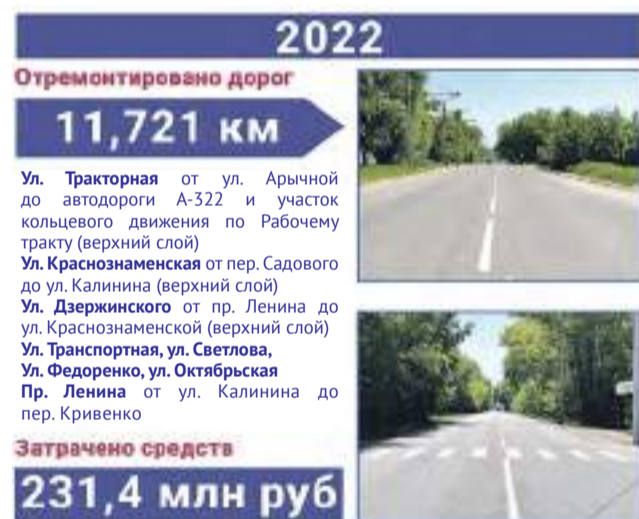 2022
Отремонтировано дорог
11,721 км
Ул. Тракторная от ул. Арычной
до автодороги А-322 и участок
кольцевого движения по Рабочему
тракту (верхний слой)
Ул. Краснознаменская от пер. Садового
до ул. Калинина (верхний слой)
Ул. Дзержинского от пр. Ленина до
ул. Краснознаменской (верхний слой)
Ул. Транспортная, ул. Светлова,
Ул. Федоренко, ул. Октябрьская
Пр. Ленина от ул. Калинина до
пер. Кривенко
Затрачено средств
231,4 млн руб